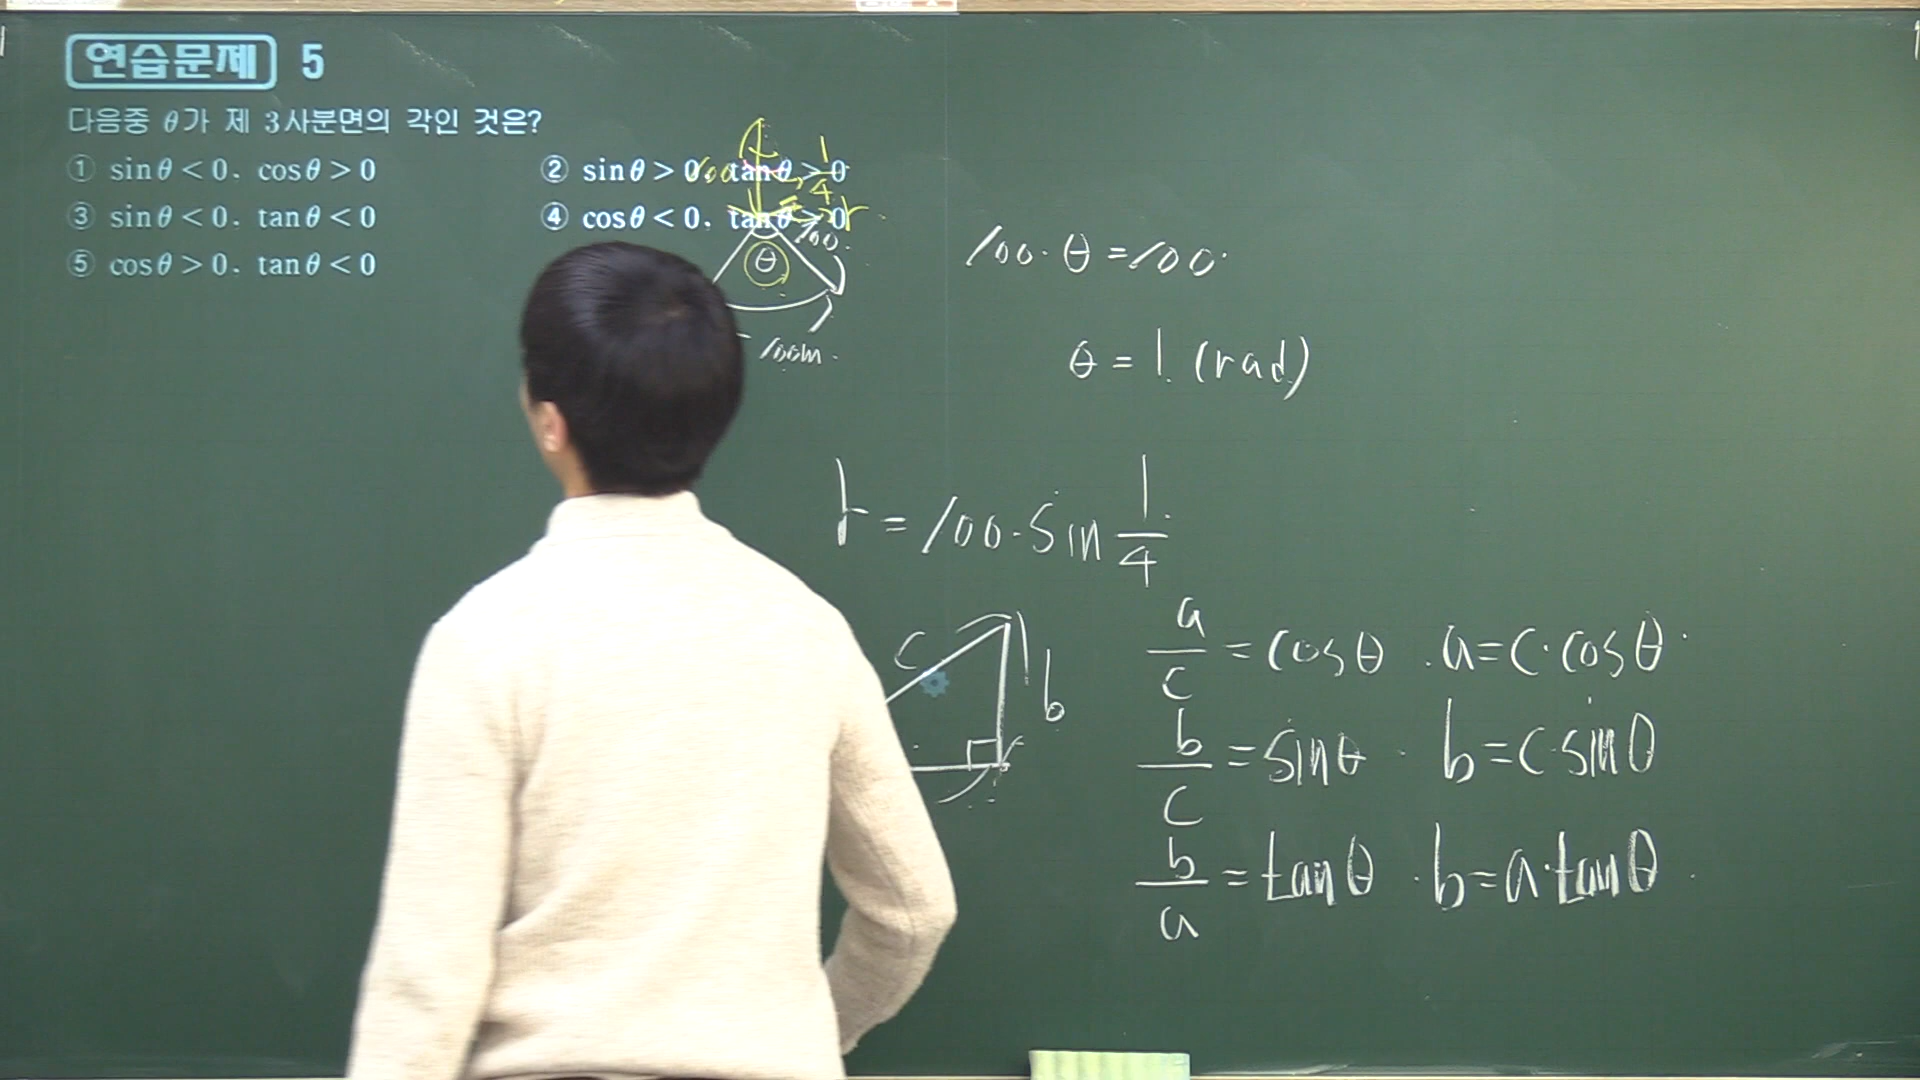 연습문제 5
다음중 θ가 제 3사분면의 각인 것은?
① sinθ < 0. cosθ > 0
② sinθ > 0. tanθ > 0
③ sinθ < 0. tanθ < 0
④ cosθ < 0. tanθ > 0
⑤ cosθ > 0. tanθ < 0
1/4
r
100
θ
100m
100·θ = 100
θ = 1 (rad)
r = 100·sin 1/4
c
b
a/c = cosθ a = c·cosθ
b/c = sinθ b = c·sinθ
b/a = tanθ b = a·tanθ